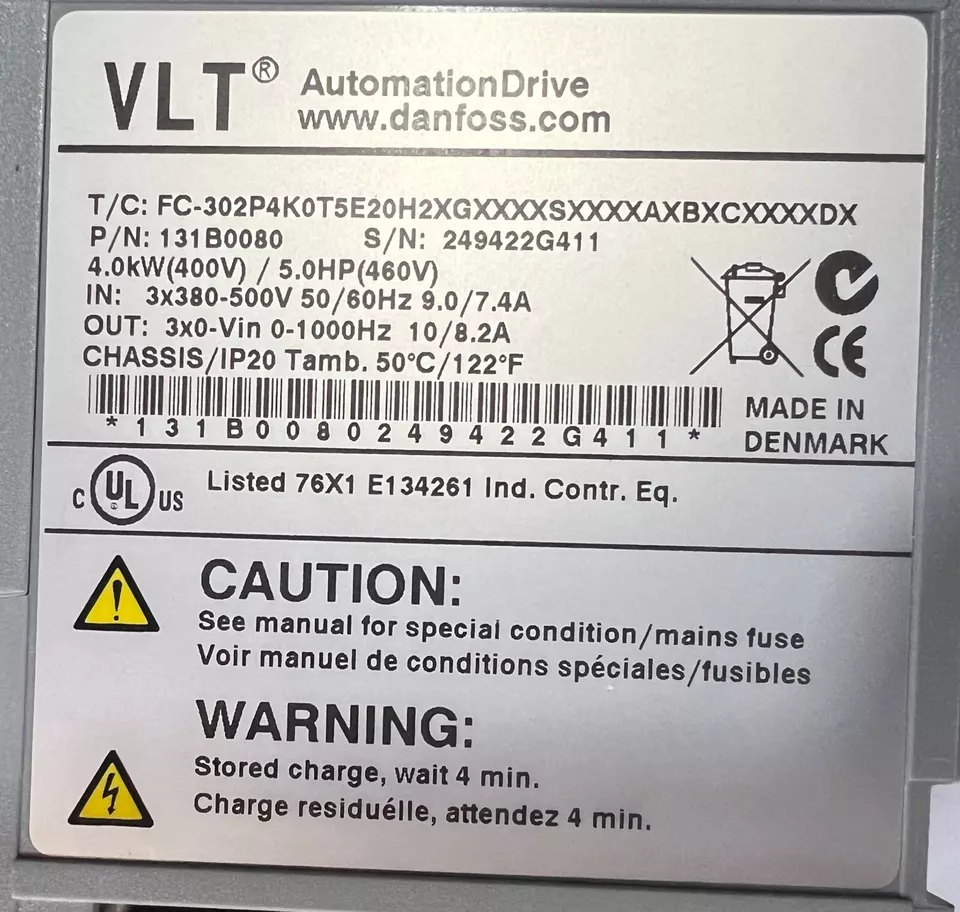 VLT® AutomationDrive
www.danfoss.com
T/C: FC-302P4K0T5E20H2XGXXXXSXXXXAXBXCXXXXDX
P/N: 131B0080 S/N: 249422G411
4.0kW(400V) / 5.0HP(460V)
IN: 3x380-500V 50/60Hz 9.0/7.4A
OUT: 3x0-Vin 0-1000Hz 10/8.2A
CHASSIS/IP20 Tamb. 50°C/122°F
*131B0080249422G411*
MADE IN
DENMARK
CE
C UL US Listed 76X1 E134261 Ind. Contr. Eq.
CAUTION:
See manual for special condition/mains fuse
Voir manuel de conditions spéciales/fusibles
WARNING:
Stored charge, wait 4 min.
Charge residuélle, attendez 4 min.